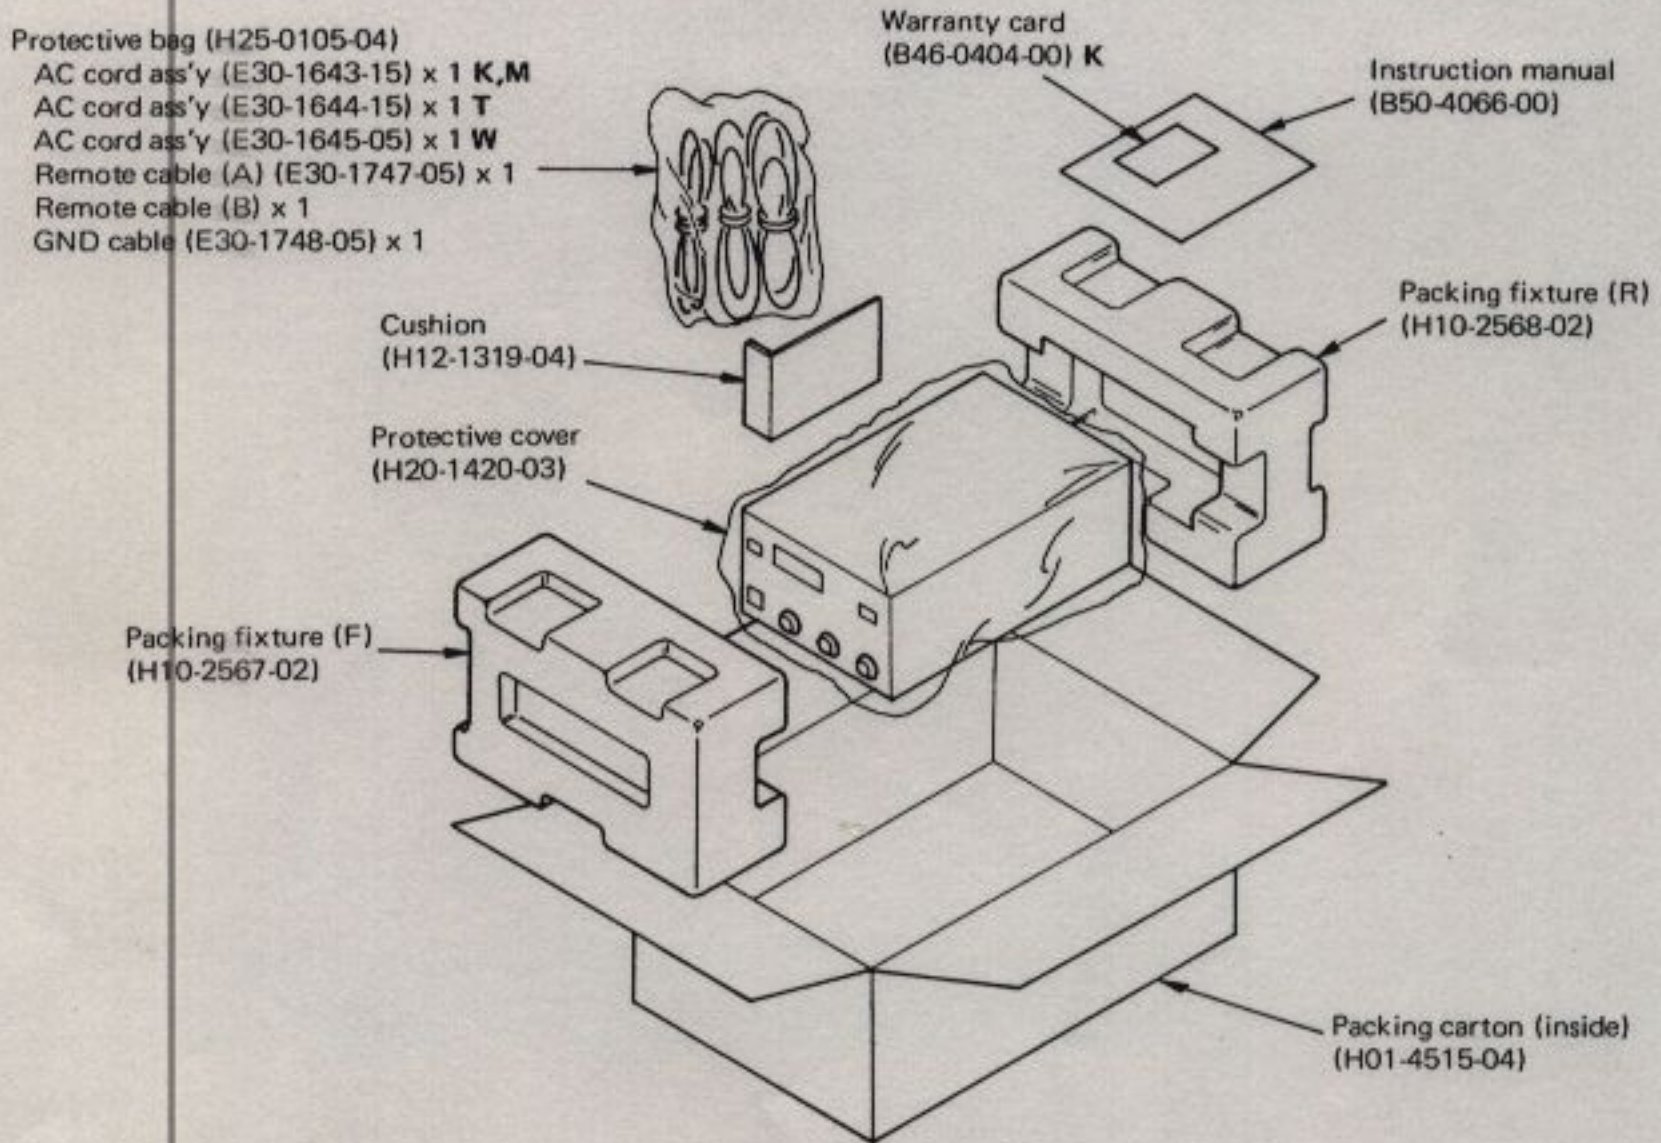 Protective bag (H25-0105-04)
AC cord ass'y (E30-1643-15) x 1 K,M
AC cord ass'y (E30-1644-15) x 1 T
AC cord ass'y (E30-1645-05) x 1 W
Remote cable (A) (E30-1747-05) x 1
Remote cable (B) x 1
GND cable (E30-1748-05) x 1
Warranty card
(B46-0404-00) K
Instruction manual
(B50-4066-00)
Packing fixture (R)
(H10-2568-02)
Cushion
(H12-1319-04)
Protective cover
(H20-1420-03)
Packing fixture (F)
(H10-2567-02)
Packing carton (inside)
(H01-4515-04)